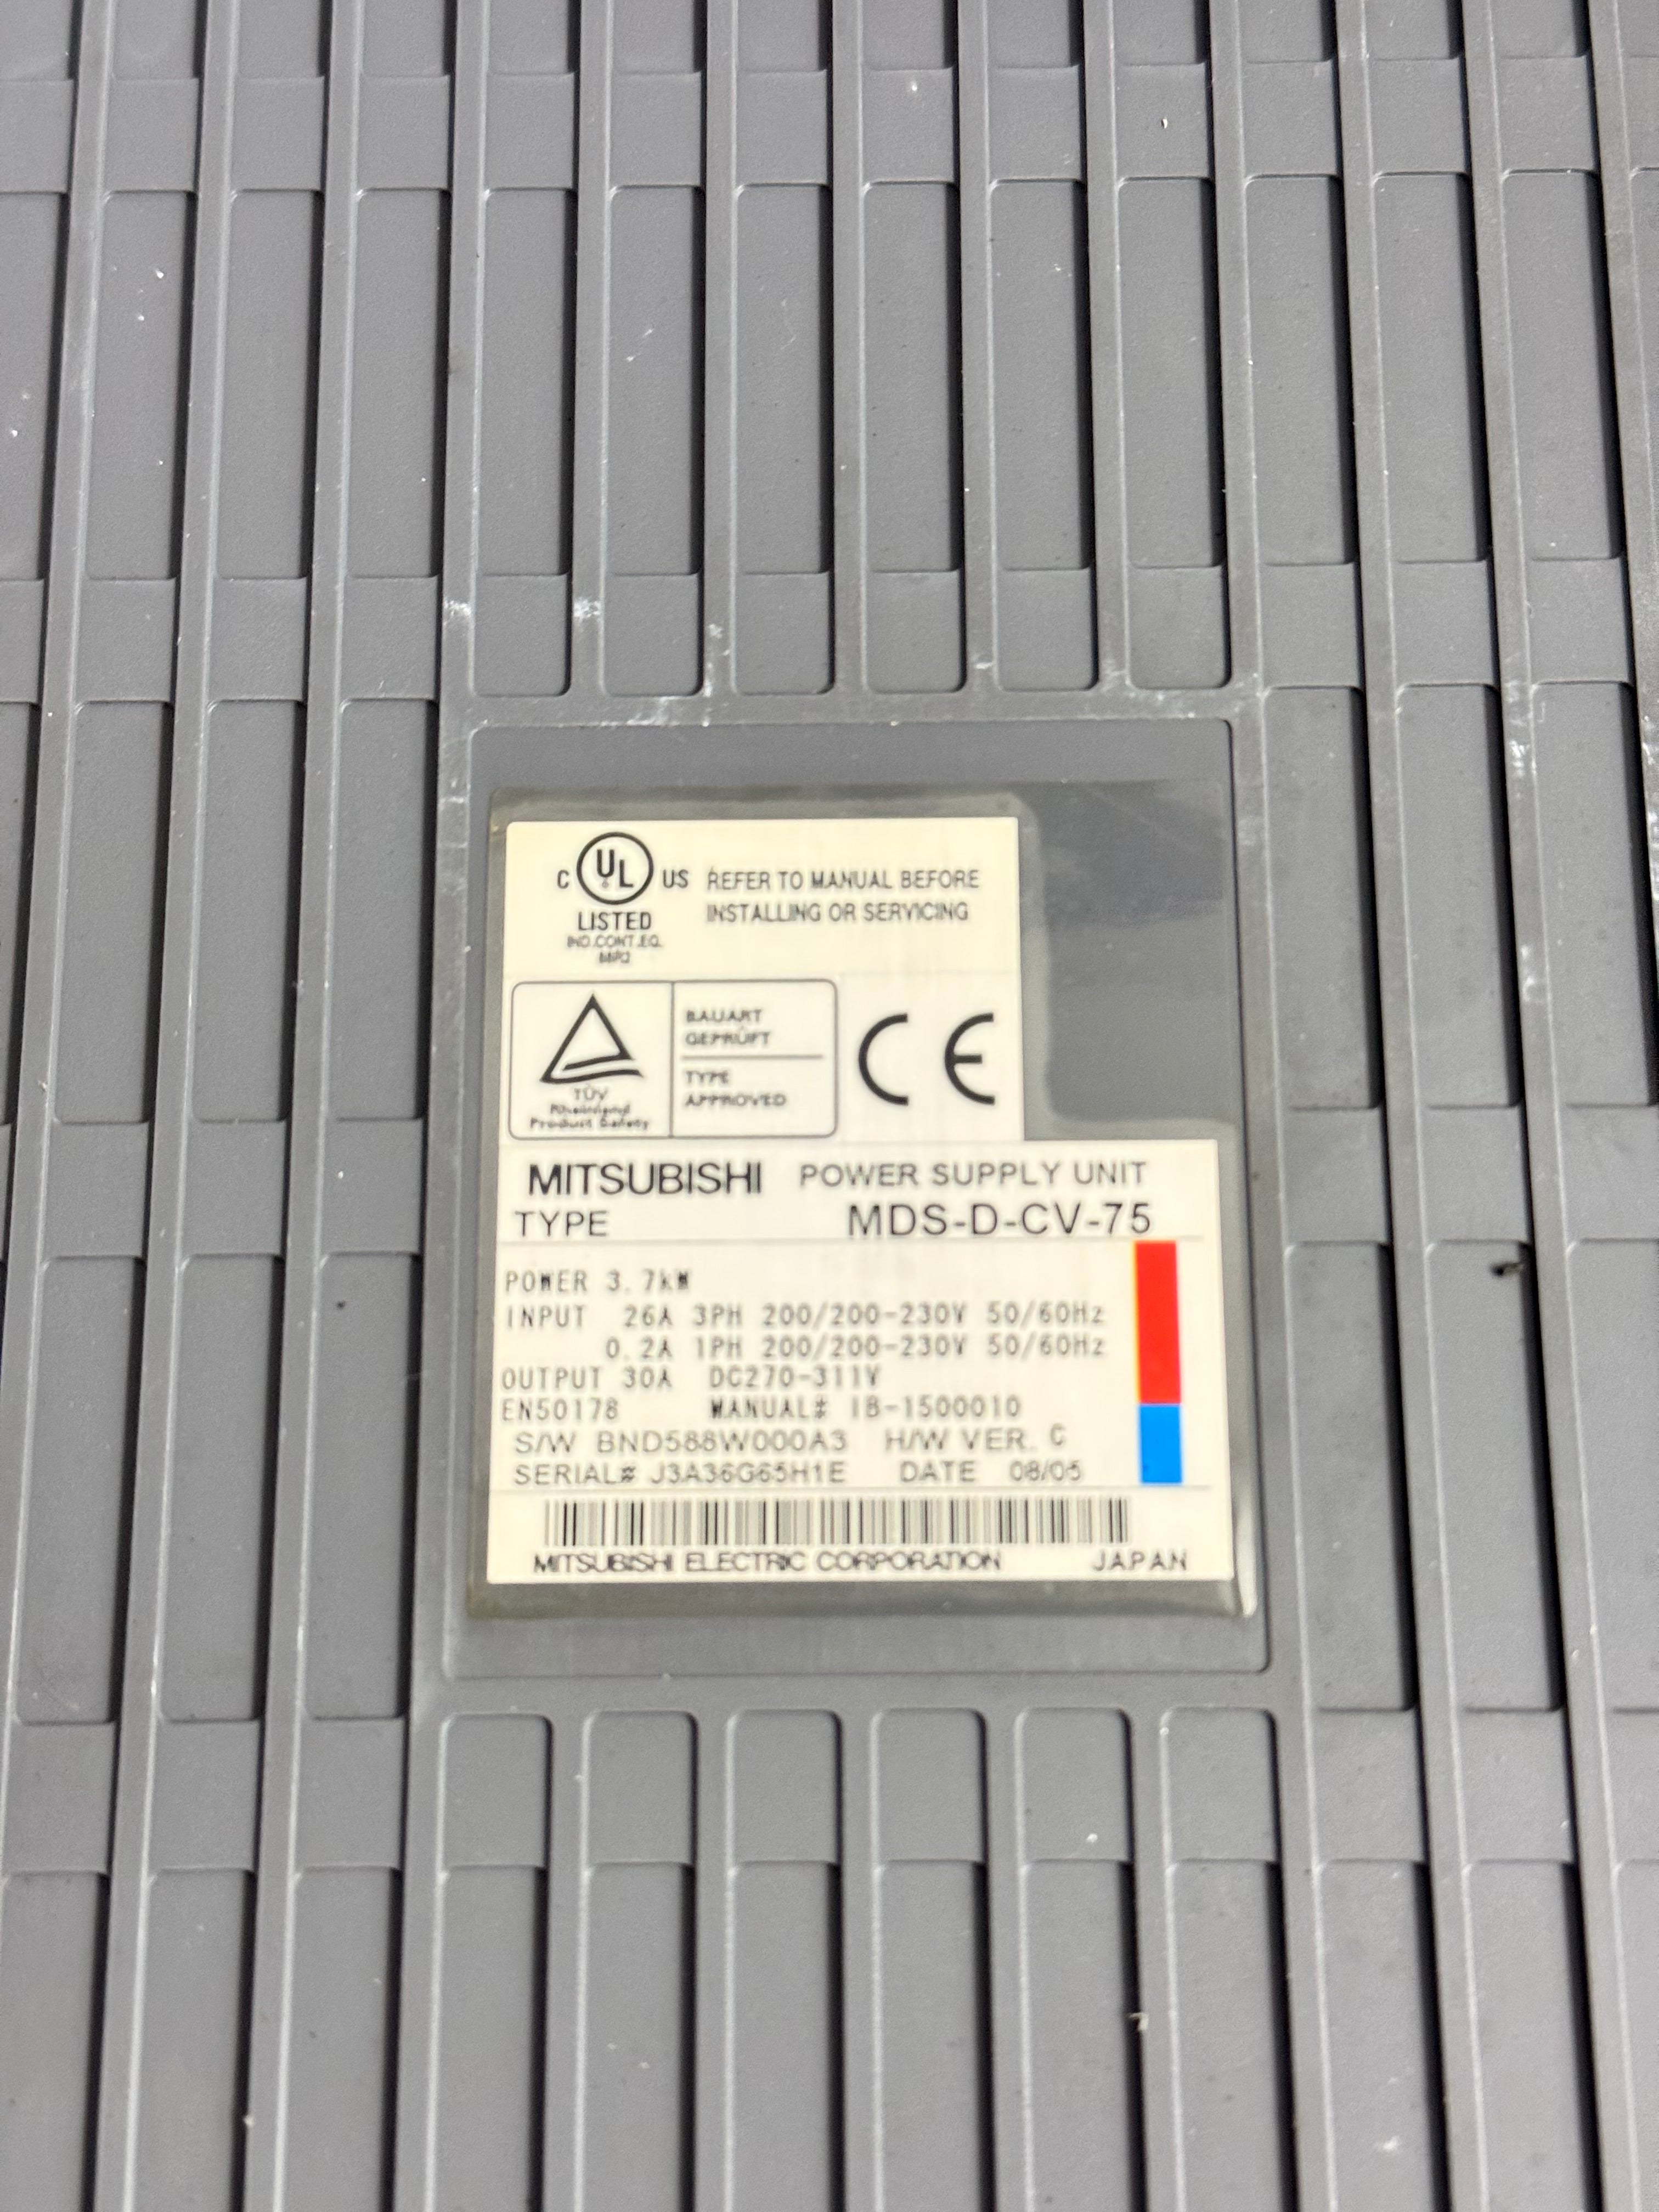 C UL US
LISTED
IND.CONT.EQ.
REFER TO MANUAL BEFORE
INSTALLING OR SERVICING
TÜV
Rheinland
Product Safety
BAUART
GEPRÜFT
TYPE
APPROVED
CE
MITSUBISHI POWER SUPPLY UNIT
TYPE MDS-D-CV-75
POWER 3.7kW
INPUT 26A 3PH 200/200-230V 50/60Hz
0.2A 1PH 200/200-230V 50/60Hz
OUTPUT 30A DC270-311V
EN50178 MANUAL# IB-1500010
S/W BND588W000A3 H/W VER. C
SERIAL# J3A36G65H1E DATE 08/05
MITSUBISHI ELECTRIC CORPORATION JAPAN